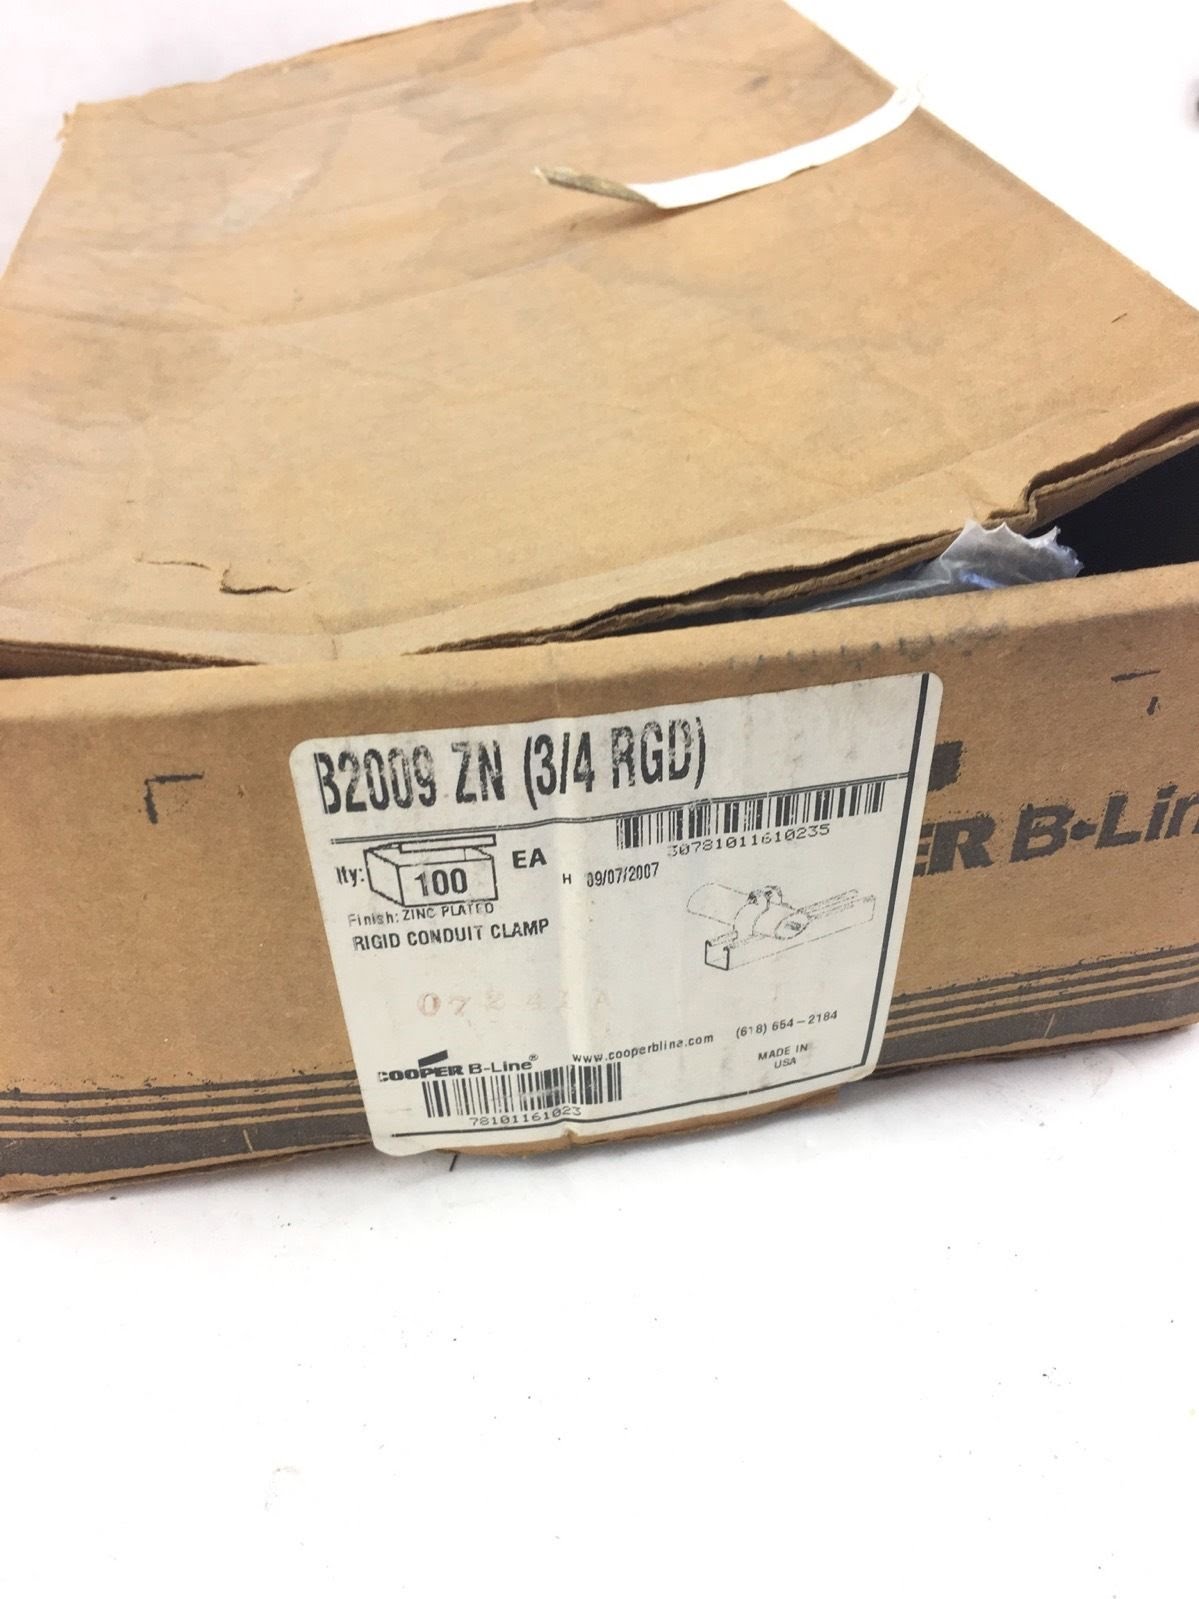 B2009 ZN (3/4 RGD)
30781011610235
lty: 100 EA
H 09/07/2007
Finish: ZINC PLATED
RIGID CONDUIT CLAMP
COOPER B-Line®
www.cooperbline.com
(618) 654-2184
MADE IN
USA
78101161023
ER B-Lin